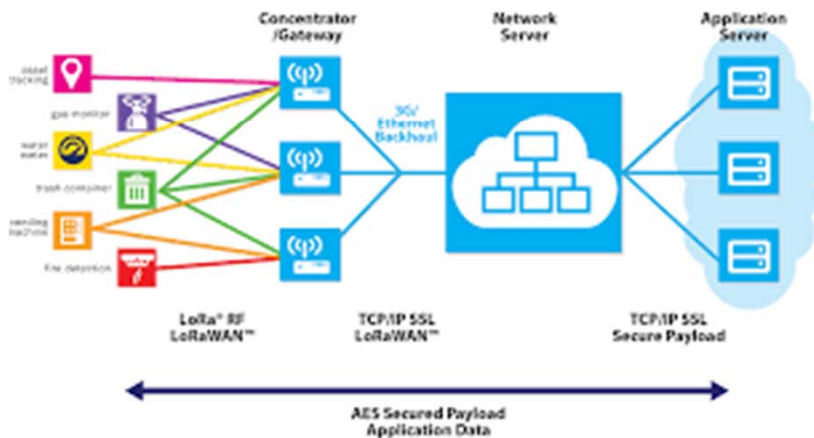 Concentrator
/Gateway
Network
Server
Application
Server
asset
tracking
gas monitor
water
meter
trash container
vending
machine
fire detection
3G/
Ethernet
Backhaul
LoRa® RF
LoRaWAN™
TCP/IP SSL
LoRaWAN™
TCP/IP SSL
Secure Payload
AES Secured Payload
Application Data